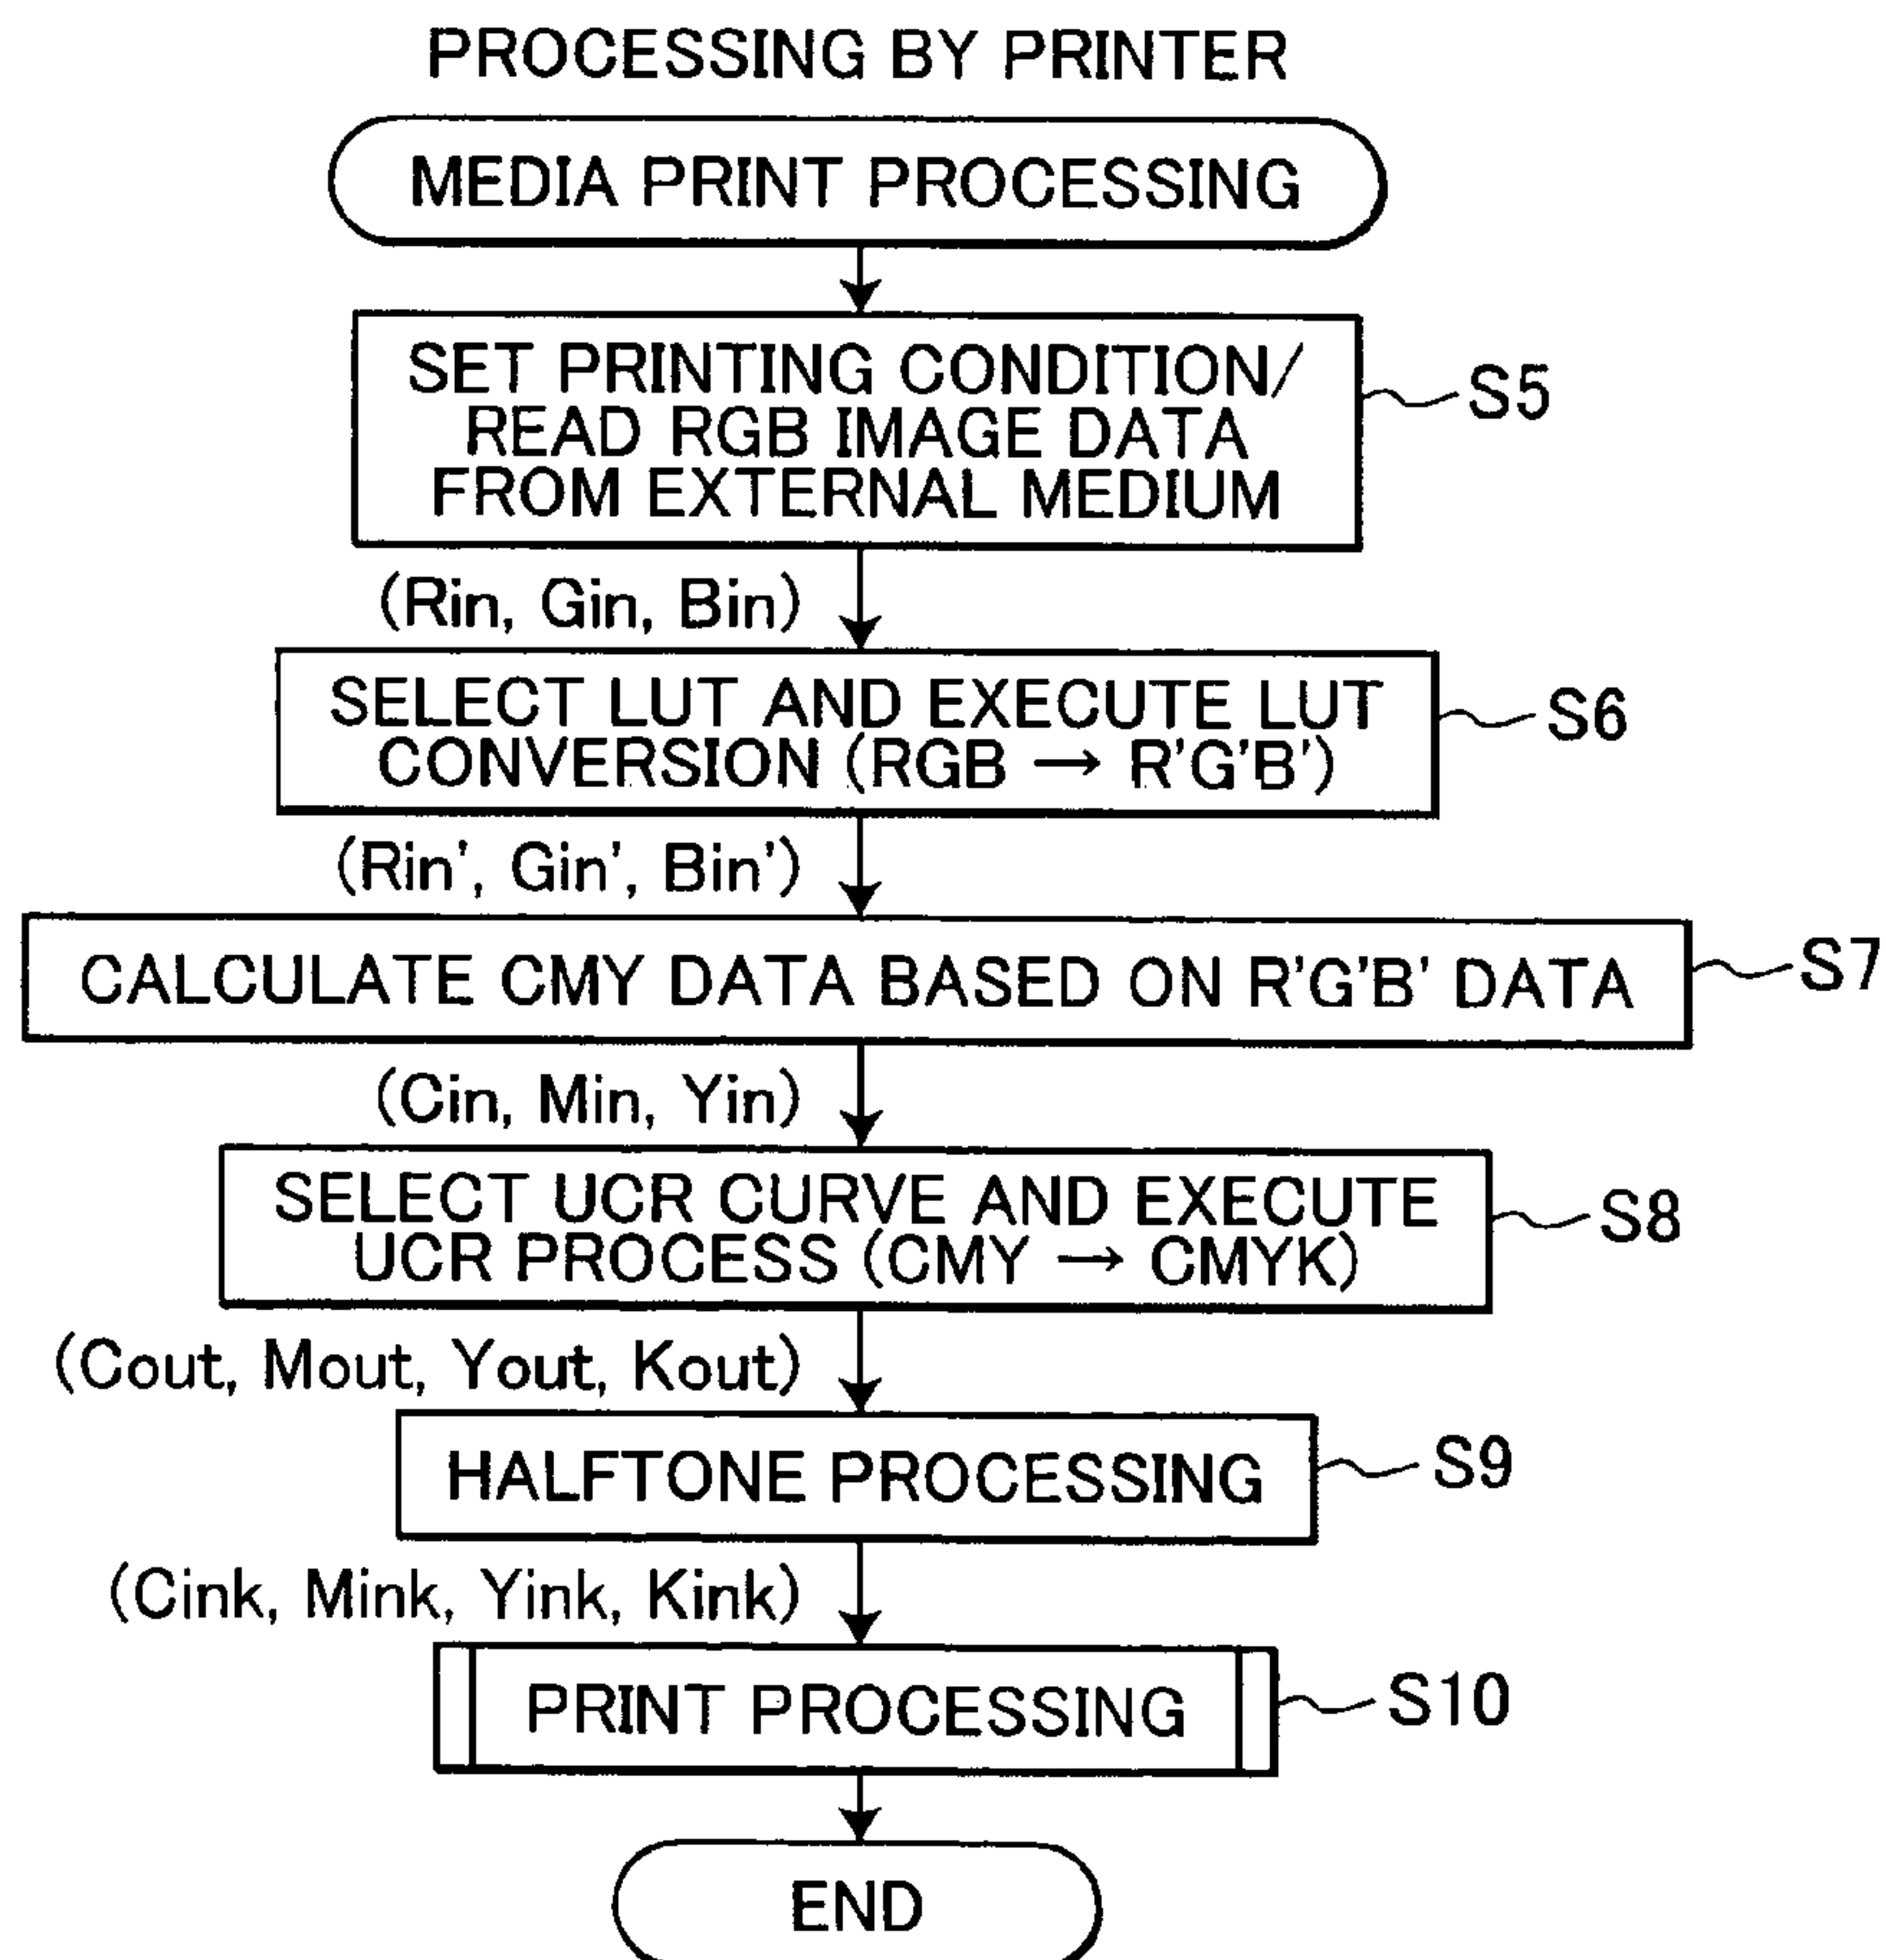 PROCESSING BY PRINTER
MEDIA PRINT PROCESSING
SET PRINTING CONDITION/
READ RGB IMAGE DATA
FROM EXTERNAL MEDIUM
S5
(Rin, Gin, Bin)
SELECT LUT AND EXECUTE LUT
CONVERSION (RGB → R'G'B')
S6
(Rin', Gin', Bin')
CALCULATE CMY DATA BASED ON R'G'B' DATA
S7
(Cin, Min, Yin)
SELECT UCR CURVE AND EXECUTE
UCR PROCESS (CMY → CMYK)
S8
(Cout, Mout, Yout, Kout)
HALFTONE PROCESSING
S9
(Cink, Mink, Yink, Kink)
PRINT PROCESSING
S10
END